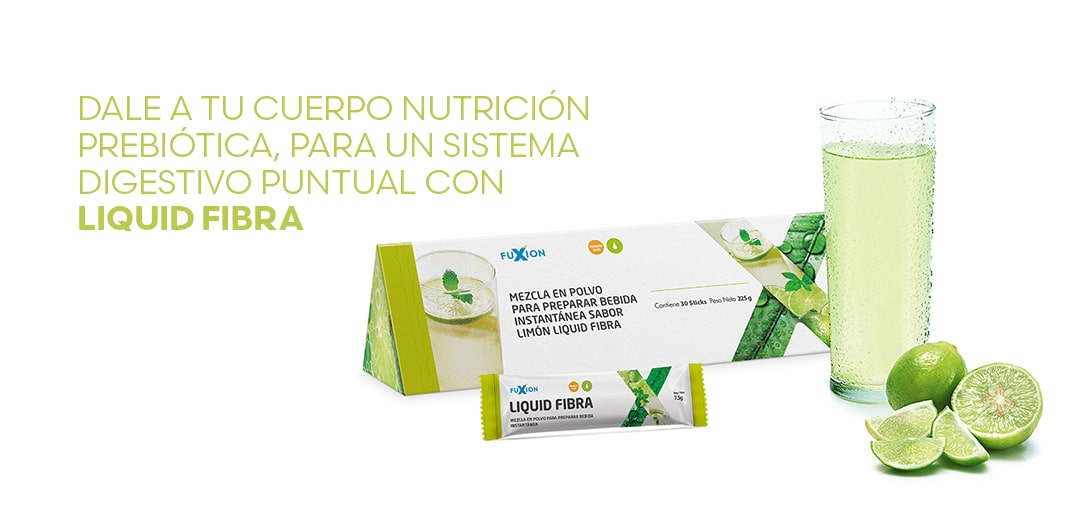 DALE A TU CUERPO NUTRICIÓN
PREBIÓTICA, PARA UN SISTEMA
DIGESTIVO PUNTUAL CON
LIQUID FIBRA
FUXION
MEZCLA EN POLVO
PARA PREPARAR BEBIDA
INSTANTÁNEA SABOR
LIMÓN LIQUID FIBRA
Contiene 30 Sticks Peso Neto 225 g
FUXION
LIQUID FIBRA
MEZCLA EN POLVO PARA PREPARAR BEBIDA
INSTANTÁNEA
7.5g